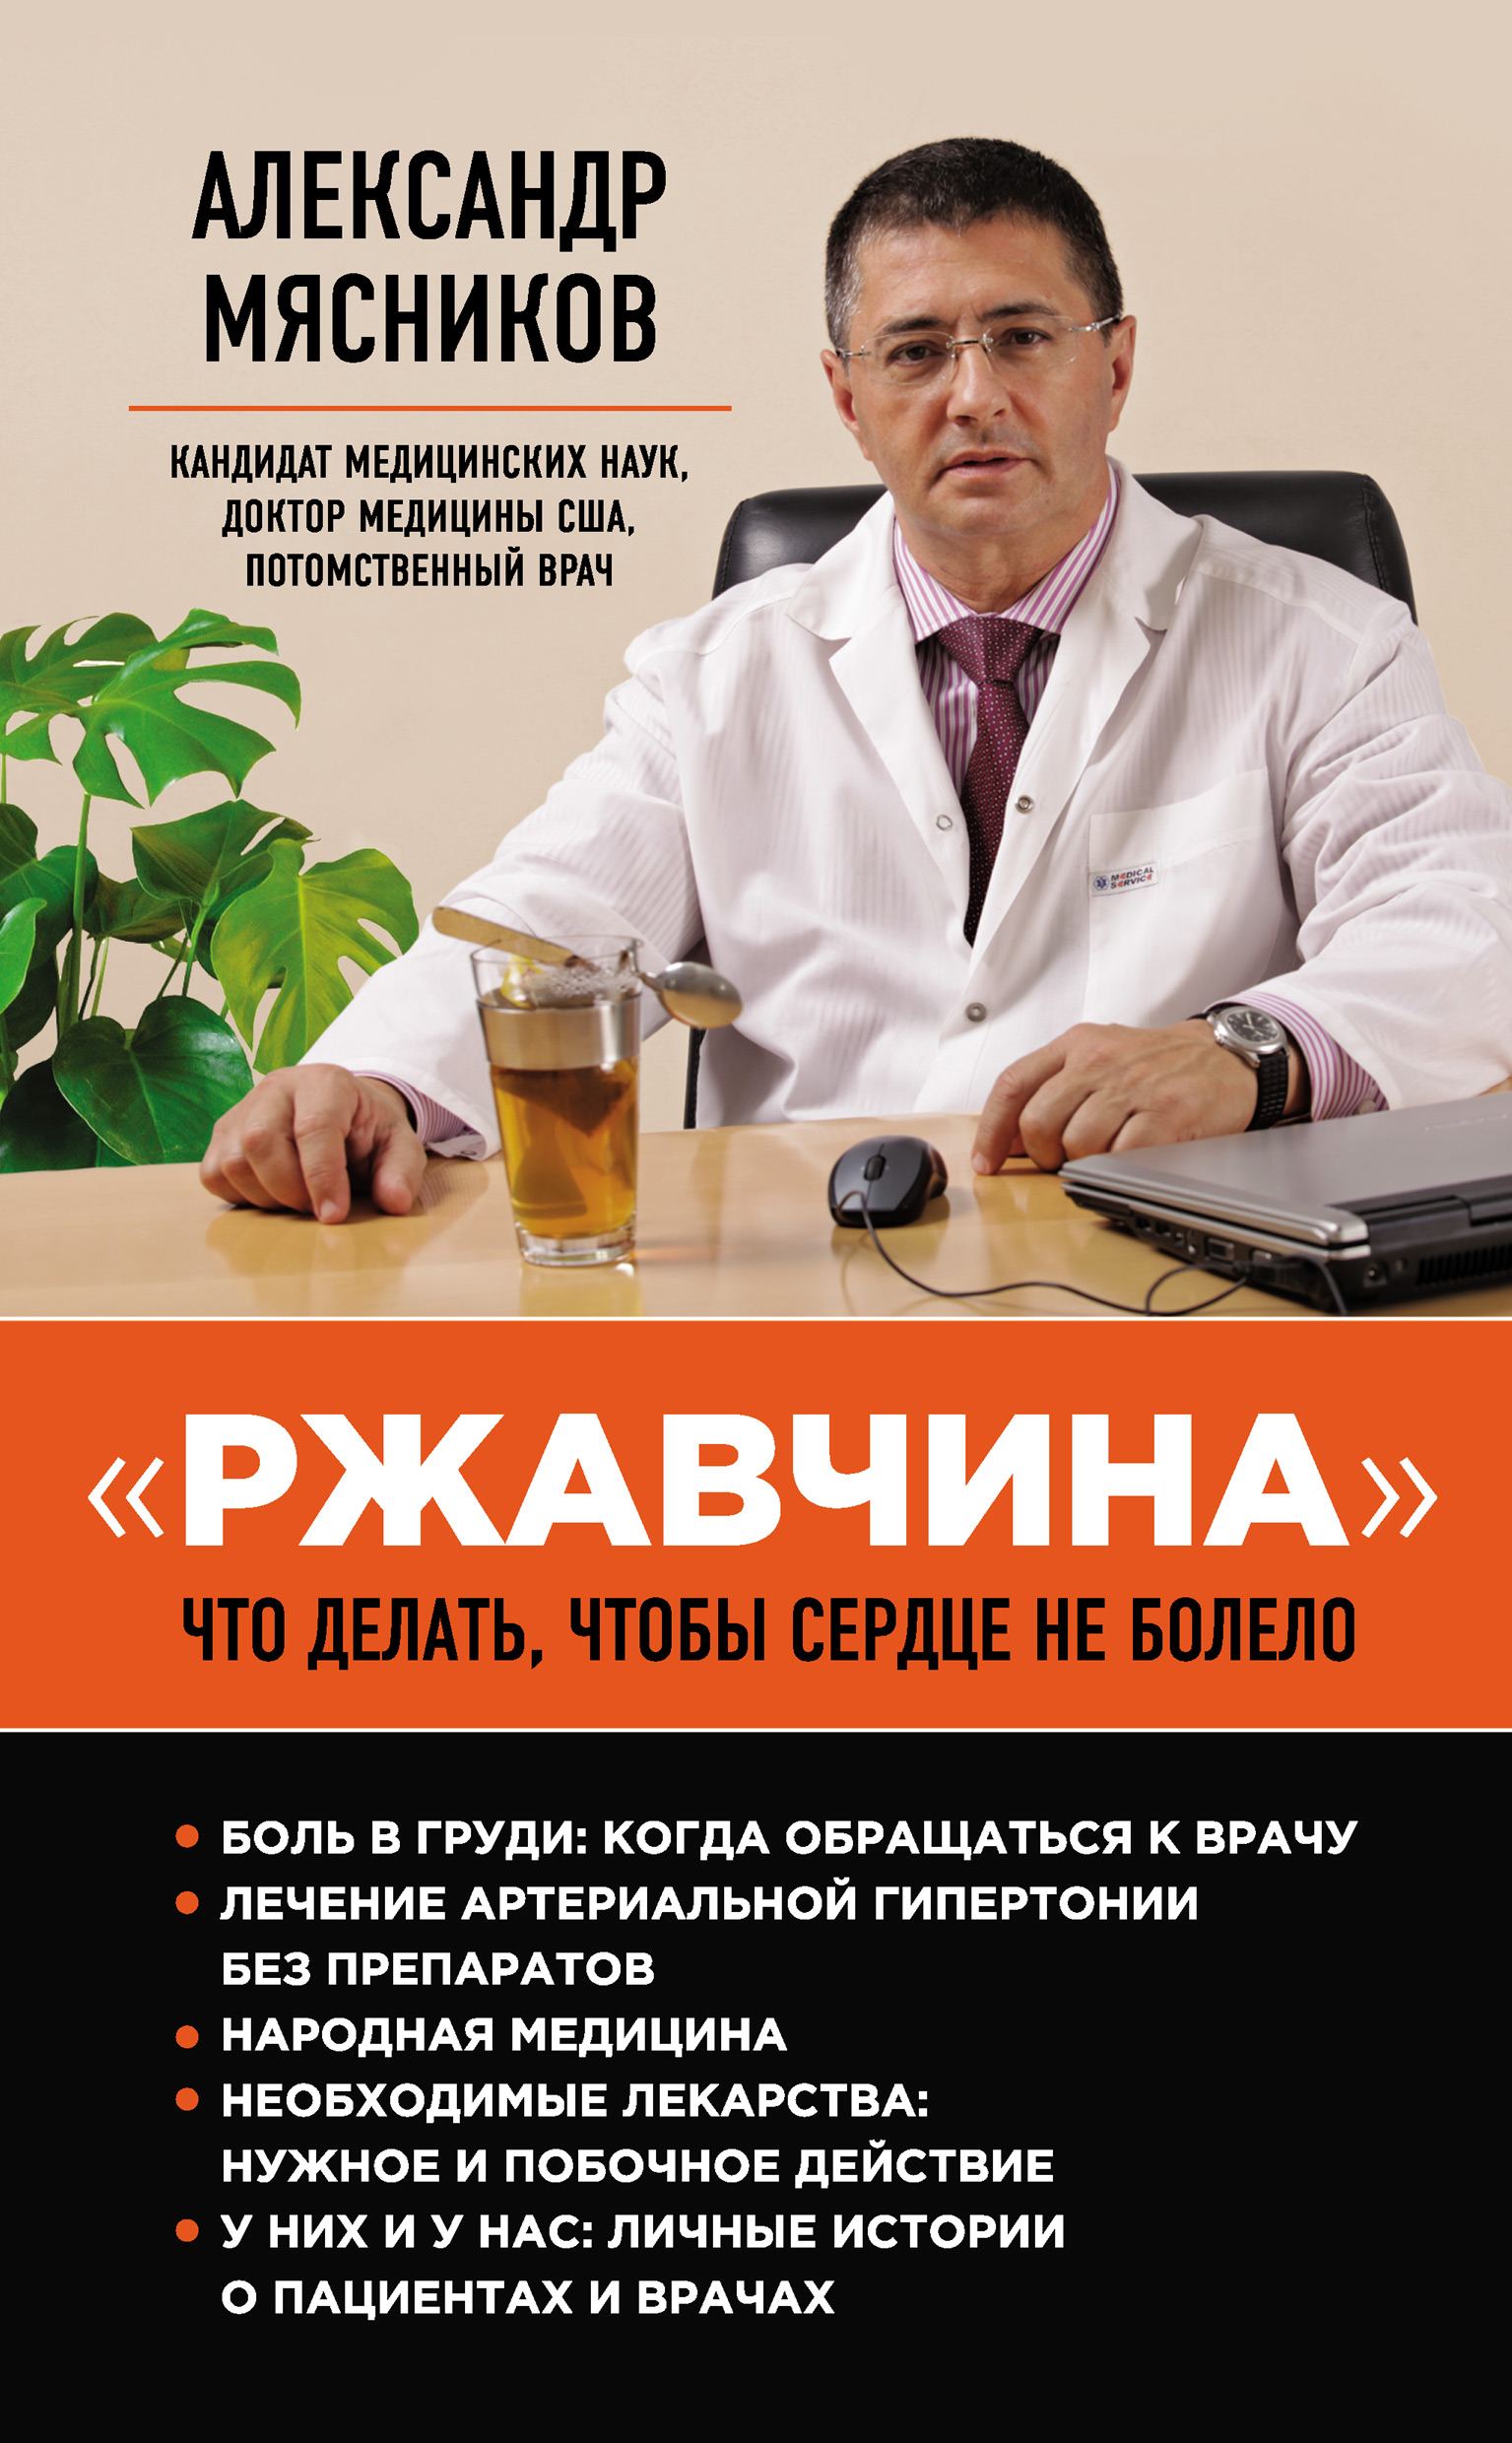 АЛЕКСАНДР
МЯСНИКОВ
КАНДИДАТ МЕДИЦИНСКИХ НАУК,
ДОКТОР МЕДИЦИНЫ США,
ПОТОМСТВЕННЫЙ ВРАЧ
MEDICAL
SERVICE
«РЖАВЧИНА»
ЧТО ДЕЛАТЬ, ЧТОБЫ СЕРДЦЕ НЕ БОЛЕЛО
• БОЛЬ В ГРУДИ: КОГДА ОБРАЩАТЬСЯ К ВРАЧУ
• ЛЕЧЕНИЕ АРТЕРИАЛЬНОЙ ГИПЕРТОНИИ
БЕЗ ПРЕПАРАТОВ
• НАРОДНАЯ МЕДИЦИНА
• НЕОБХОДИМЫЕ ЛЕКАРСТВА:
НУЖНОЕ И ПОБОЧНОЕ ДЕЙСТВИЕ
• У НИХ И У НАС: ЛИЧНЫЕ ИСТОРИИ
О ПАЦИЕНТАХ И ВРАЧАХ